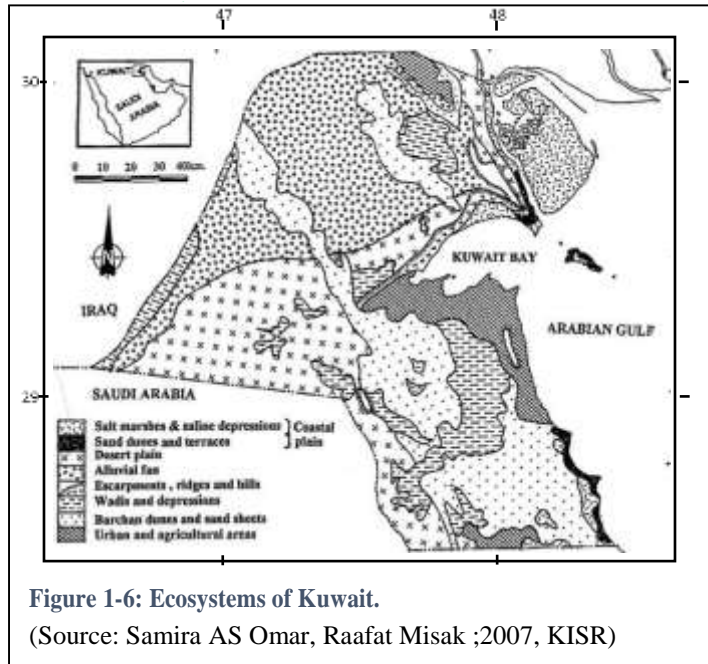 47
48
30
KUWAIT
SAUDI
ARABIA
0 10 20 30 40km.
N
KUWAIT BAY
IRAQ
ARABIAN GULF
29
SAUDI ARABIA
Salt marshes & saline depressions } Coastal
Sand dunes and terraces plain
Desert plain
Alluvial fan
Escarpments , ridges and hills
Wadis and depressions
Barchan dunes and sand sheets
Urban and agricultural areas
Figure 1-6: Ecosystems of Kuwait.
(Source: Samira AS Omar, Raafat Misak ;2007, KISR)